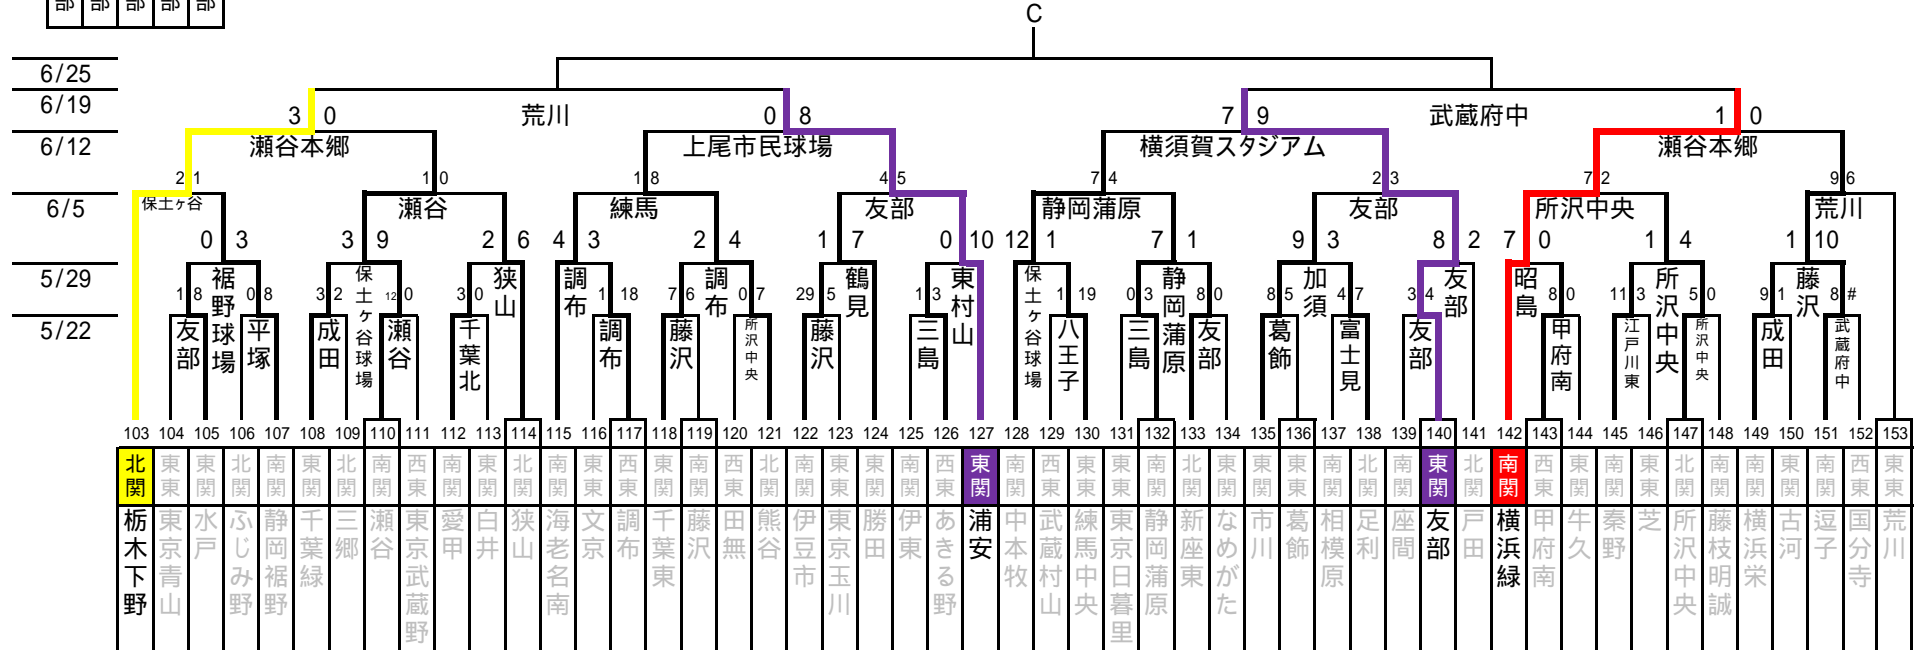 部 部 部 部 部
C
6/25
6/19
3 0 荒川 0 8 7 9 武蔵府中 1 0
6/12
瀬谷本郷 上尾市民球場 横須賀スタジアム 瀬谷本郷
2 1 1 0 1 8 4 5 7 4 2 3 7 2 9 6
6/5
保土ヶ谷 瀬谷 練馬 友部 静岡蒲原 友部 所沢中央 荒川
0 3 3 9 2 6 4 3 2 4 1 7 0 10 12 1 7 1 9 3 8 2 7 0 1 4 1 10
5/29
裾野球場 保土ヶ谷球場 狭山 調布 調布 鶴見 東村山 保土ヶ谷球場 静岡蒲原 加須 友部 昭島 所沢中央 藤沢
1 8 0 8 3 2 12 0 3 0 1 18 7 6 0 7 29 5 1 3 1 19 0 3 8 0 8 5 4 7 3 4 8 0 11 3 5 0 9 1 8 #
5/22
友部 平塚 成田 瀬谷 千葉北 調布 藤沢 所沢中央 藤沢 三島 八王子 三島 友部 葛飾 富士見 友部 甲府南 江戸川東 所沢中央 成田 武蔵府中
103 104 105 106 107 108 109 110 111 112 113 114 115 116 117 118 119 120 121 122 123 124 125 126 127 128 129 130 131 132 133 134 135 136 137 138 139 140 141 142 143 144 145 146 147 148 149 150 151 152 153
北関 東東 東関 北関 南関 東関 北関 南関 西東 南関 東関 北関 南関 東東 西東 東関 南関 西東 北関 南関 東東 東関 南関 西東 東関 南関 西東 東東 東東 南関 北関 東関 東関 東東 南関 北関 南関 東関 北関 南関 西東 東関 南関 東東 北関 南関 南関 東関 南関 西東 東東
栃木下野 東京青山 水戸 ふじみ野 静岡裾野 千葉緑 三郷 瀬谷 東京武蔵野 愛甲 白井 狭山 海老名南 文京 調布 千葉東 藤沢 田無 熊谷 伊豆市 東京玉川 勝田 伊東 あきる野 浦安 中本牧 武蔵村山 練馬中央 東京日暮里 静岡蒲原 新座東 なめがた 市川 葛飾 相模原 足利 座間 友部 戸田 横浜緑 甲府南 牛久 秦野 芝 所沢中央 藤枝明誠 横浜栄 古河 逗子 国分寺 荒川